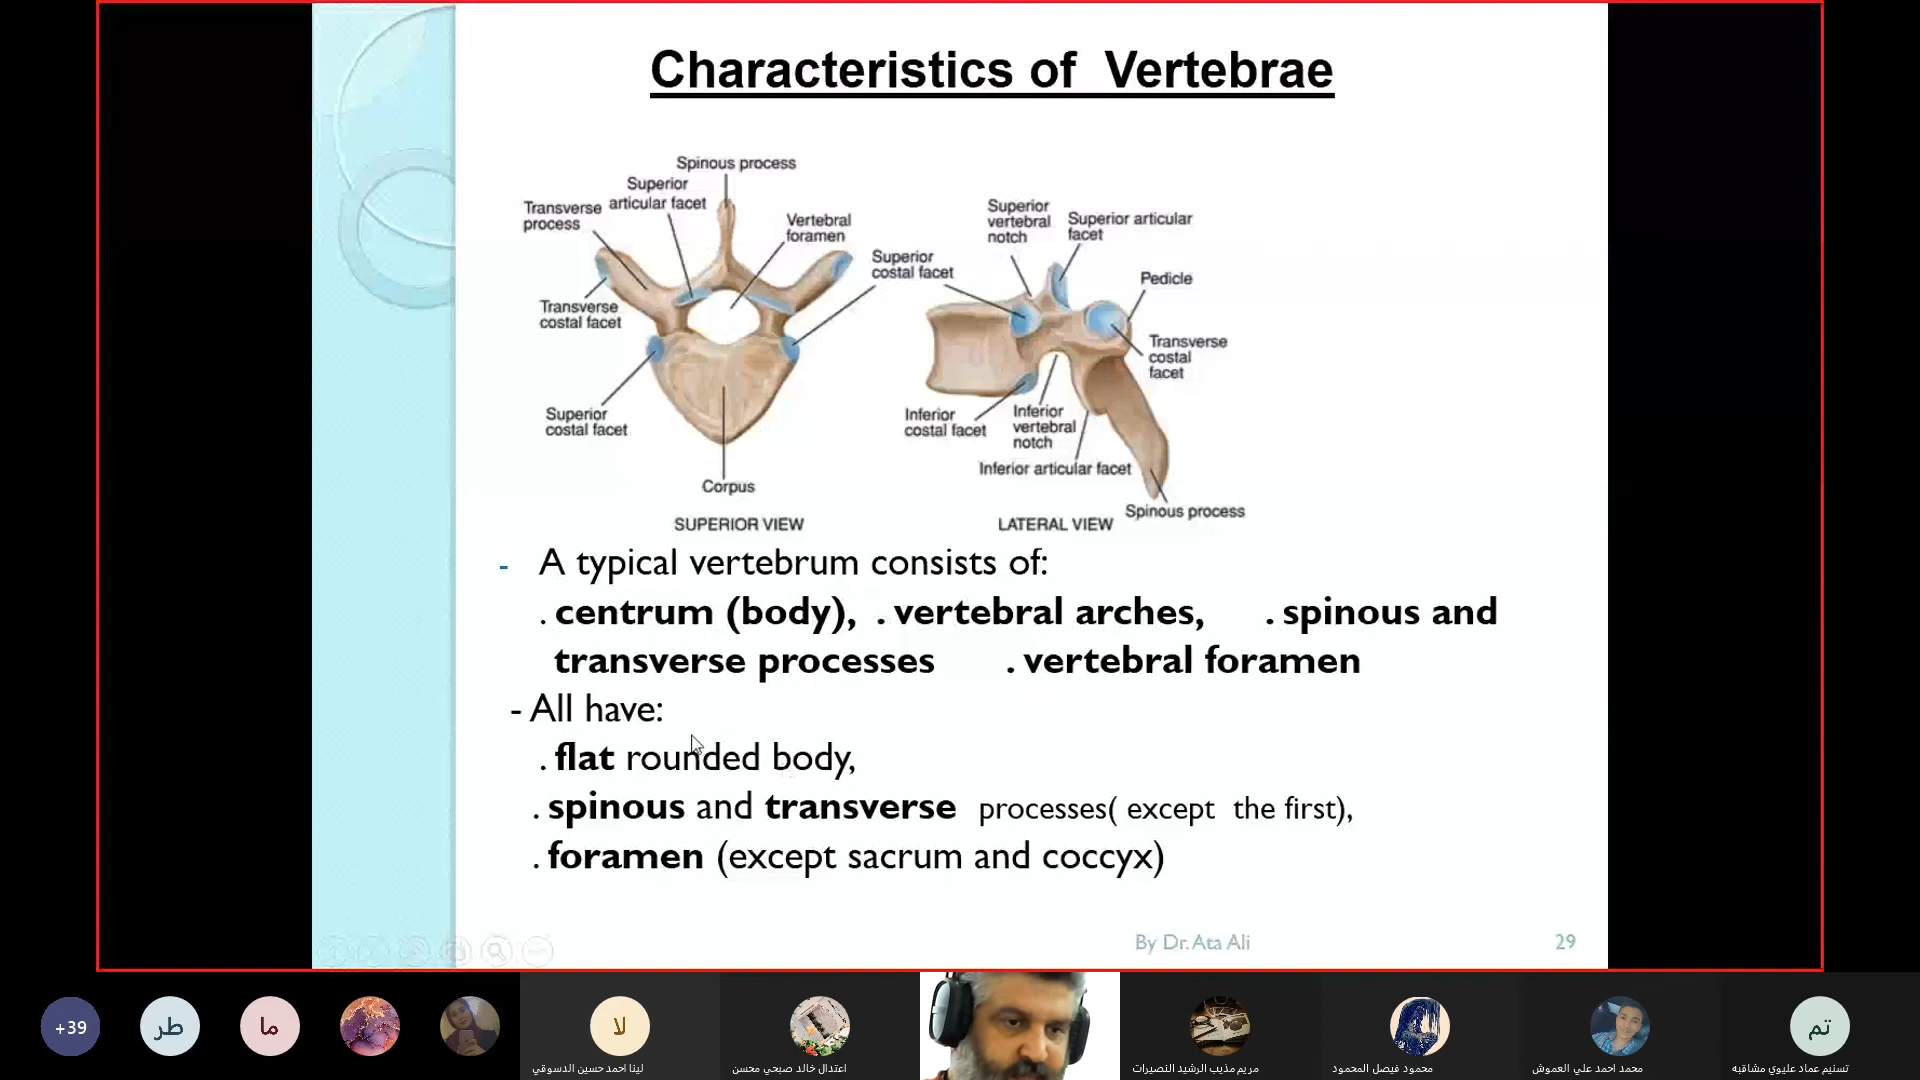 Characteristics of Vertebrae
Spinous process
Superior
articular facet
Transverse
process
Vertebral
foramen
Superior
costal facet
Transverse
costal facet
Superior
costal facet
Corpus
SUPERIOR VIEW
Superior
vertebral
notch
Superior articular
facet
Pedicle
Transverse
costal
facet
Inferior
costal facet
Inferior
vertebral
notch
Inferior articular facet
Spinous process
LATERAL VIEW
- A typical vertebrum consists of:
. centrum (body), . vertebral arches, . spinous and
transverse processes . vertebral foramen
- All have:
. flat rounded body,
. spinous and transverse processes( except the first),
. foramen (except sacrum and coccyx)
By Dr. Ata Ali
29
+39
طر
ما
لا
تم
لينا احمد حسين الدسوقي
اعتدال خالد صبحي محسن
مريم مذيب الرشيد النصيرات
محمود فيصل المحمود
محمد احمد علي العموش
تسنيم عماد عليوي مشاقبه